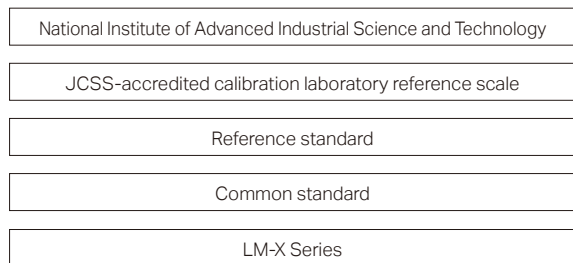 National Institute of Advanced Industrial Science and Technology
JCSS-accredited calibration laboratory reference scale
Reference standard
Common standard
LM-X Series